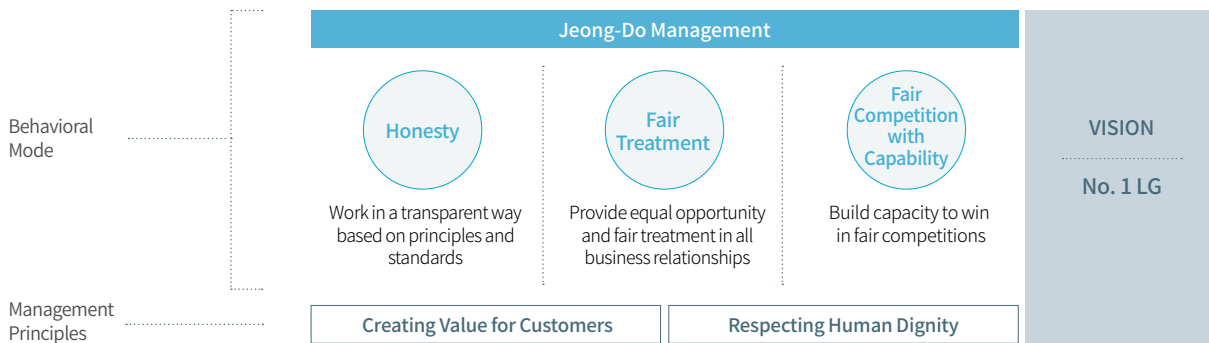 Jeong-Do Management
Behavioral
Mode
Honesty
Work in a transparent way
based on principles and
standards
Fair
Treatment
Provide equal opportunity
and fair treatment in all
business relationships
Fair
Competition
with
Capability
Build capacity to win
in fair competitions
VISION
No. 1 LG
Management
Principles
Creating Value for Customers
Respecting Human Dignity